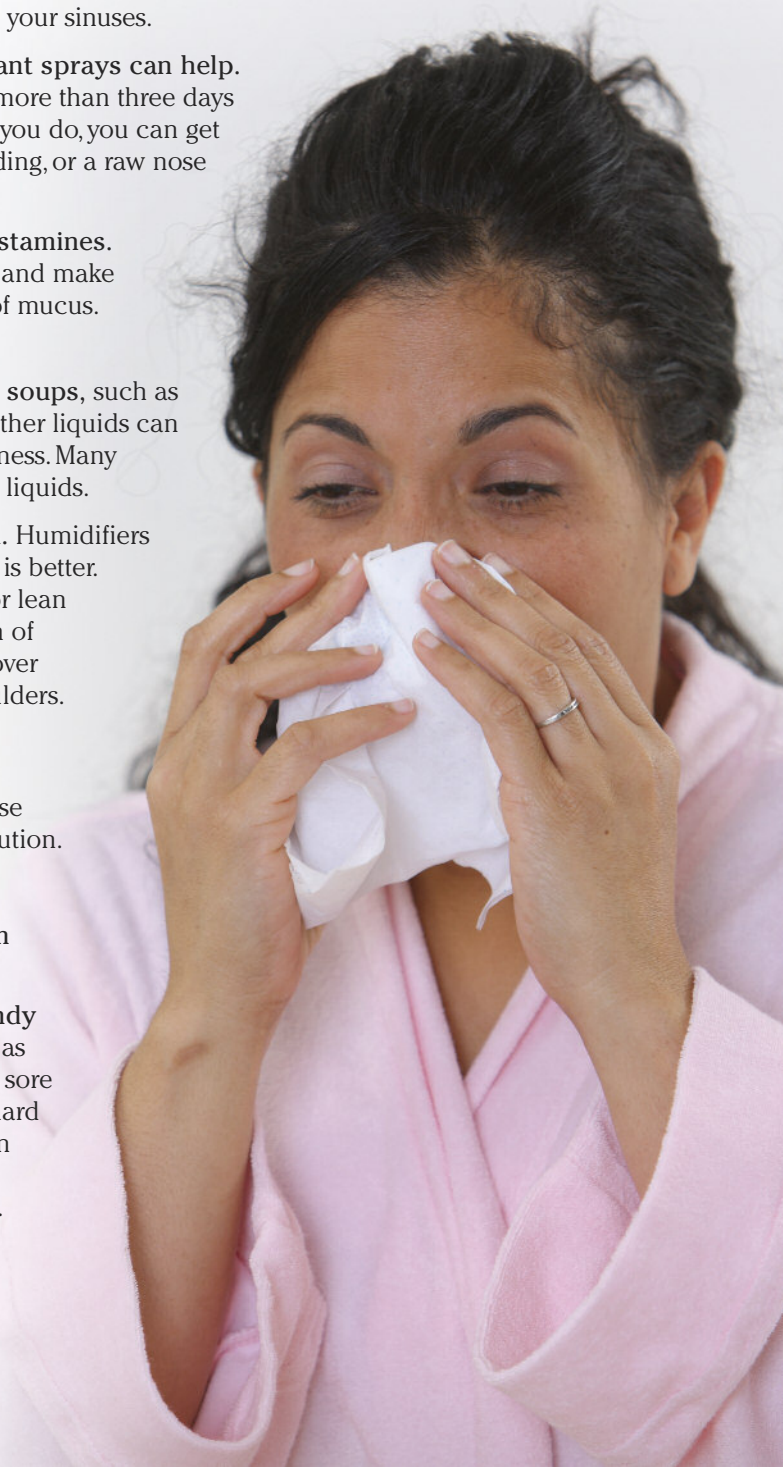 your sinuses.
ant sprays can help.
more than three days
you do, you can get
ding, or a raw nose
stamines.
and make
of mucus.
soups, such as
ther liquids can
ness. Many
liquids.
. Humidifiers
is better.
r lean
n of
over
lders.
se
ution.
n
ndy
as
sore
ard
n
.